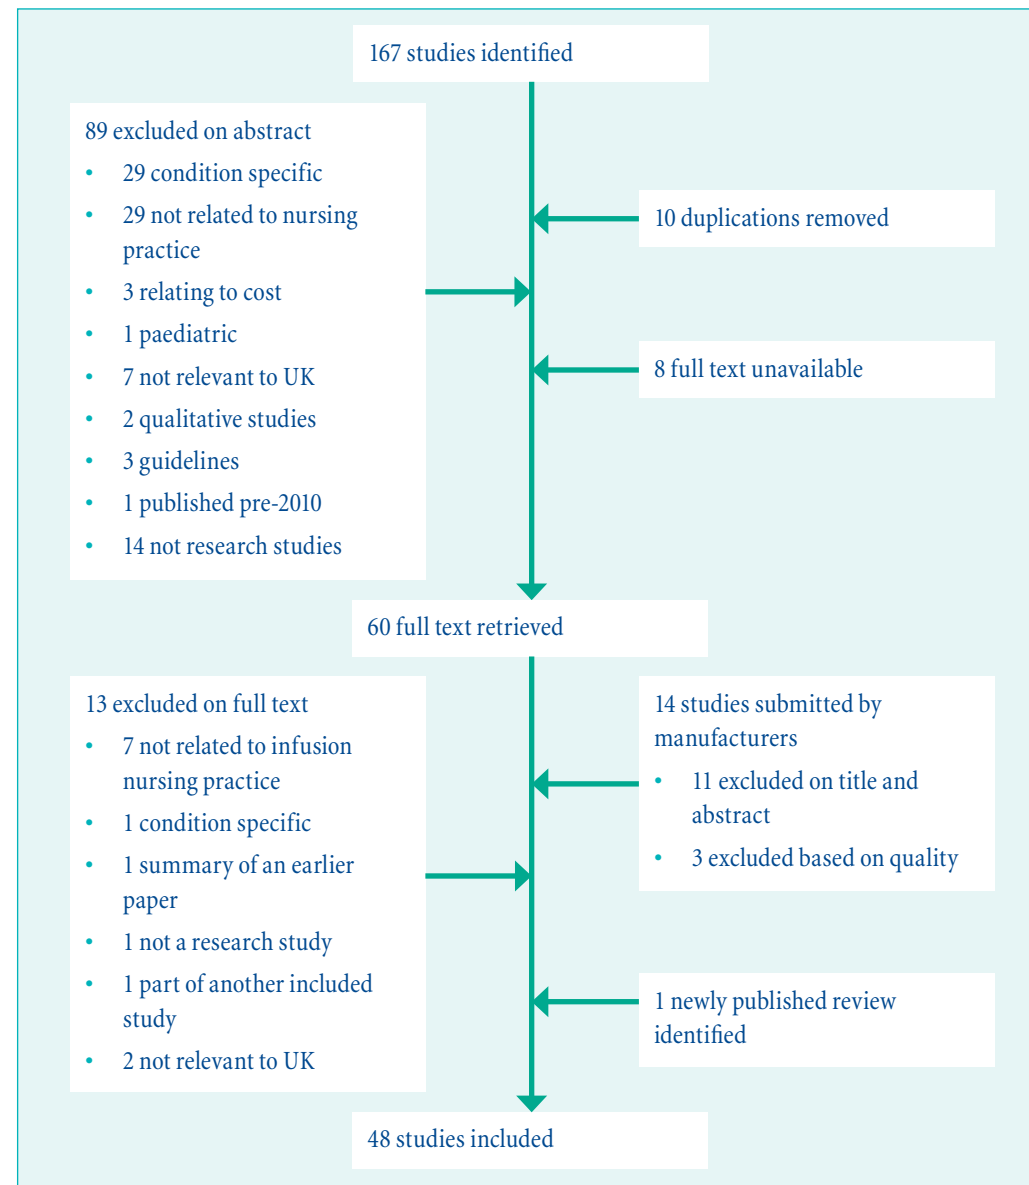 167 studies identified
89 excluded on abstract
• 29 condition specific
• 29 not related to nursing
practice
• 3 relating to cost
• 1 paediatric
• 7 not relevant to UK
• 2 qualitative studies
• 3 guidelines
• 1 published pre-2010
• 14 not research studies
10 duplications removed
8 full text unavailable
60 full text retrieved
13 excluded on full text
• 7 not related to infusion
nursing practice
• 1 condition specific
• 1 summary of an earlier
paper
• 1 not a research study
• 1 part of another included
study
• 2 not relevant to UK
14 studies submitted by
manufacturers
• 11 excluded on title and
abstract
• 3 excluded based on quality
1 newly published review
identified
48 studies included